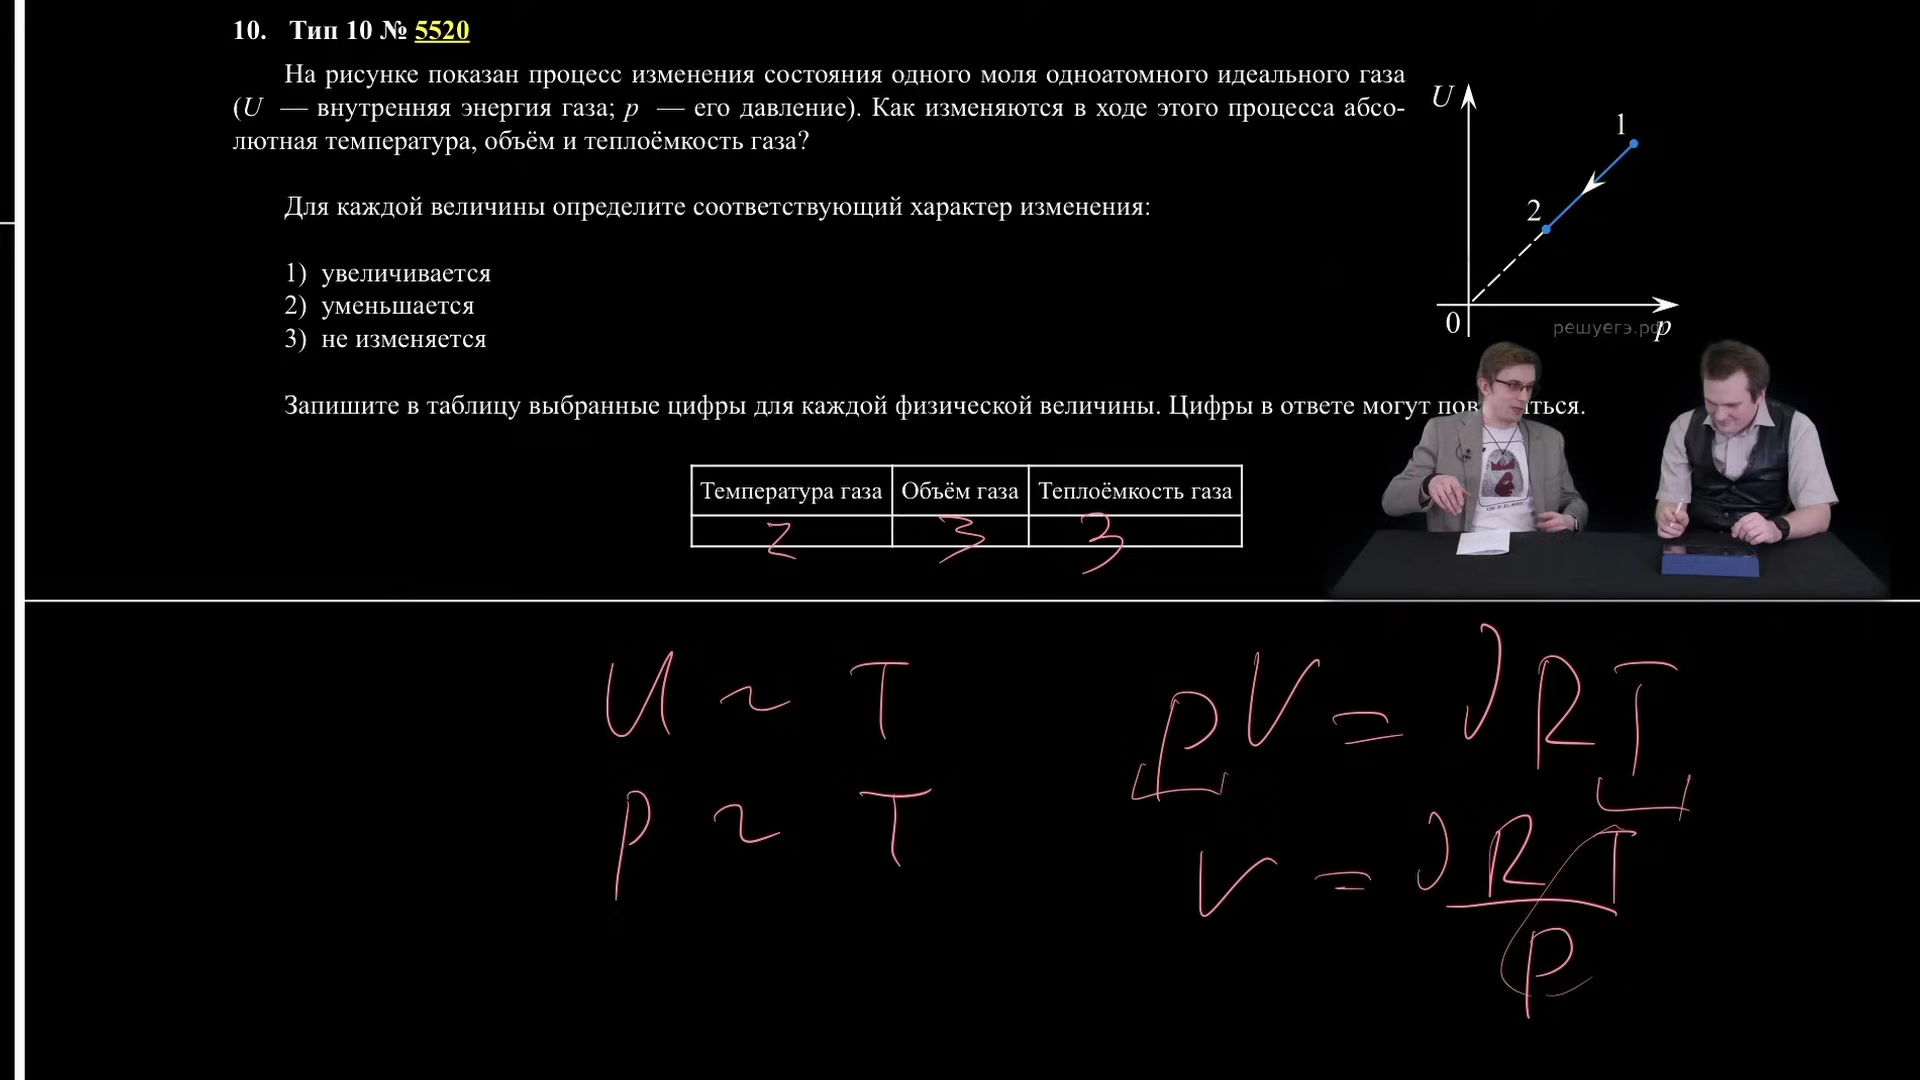 10. Тип 10 № 5520
На рисунке показан процесс изменения состояния одного моля одноатомного идеального газа
(U — внутренняя энергия газа; p — его давление). Как изменяются в ходе этого процесса абсо-
лютная температура, объём и теплоёмкость газа?
U
1
2
0
p
решуегэ.рф
Для каждой величины определите соответствующий характер изменения:
1) увеличивается
2) уменьшается
3) не изменяется
Запишите в таблицу выбранные цифры для каждой физической величины. Цифры в ответе могут
Температура газа Объём газа Теплоёмкость газа
2 3 3
U ~ T
p ~ T
pV = νRT
V = νRT
p